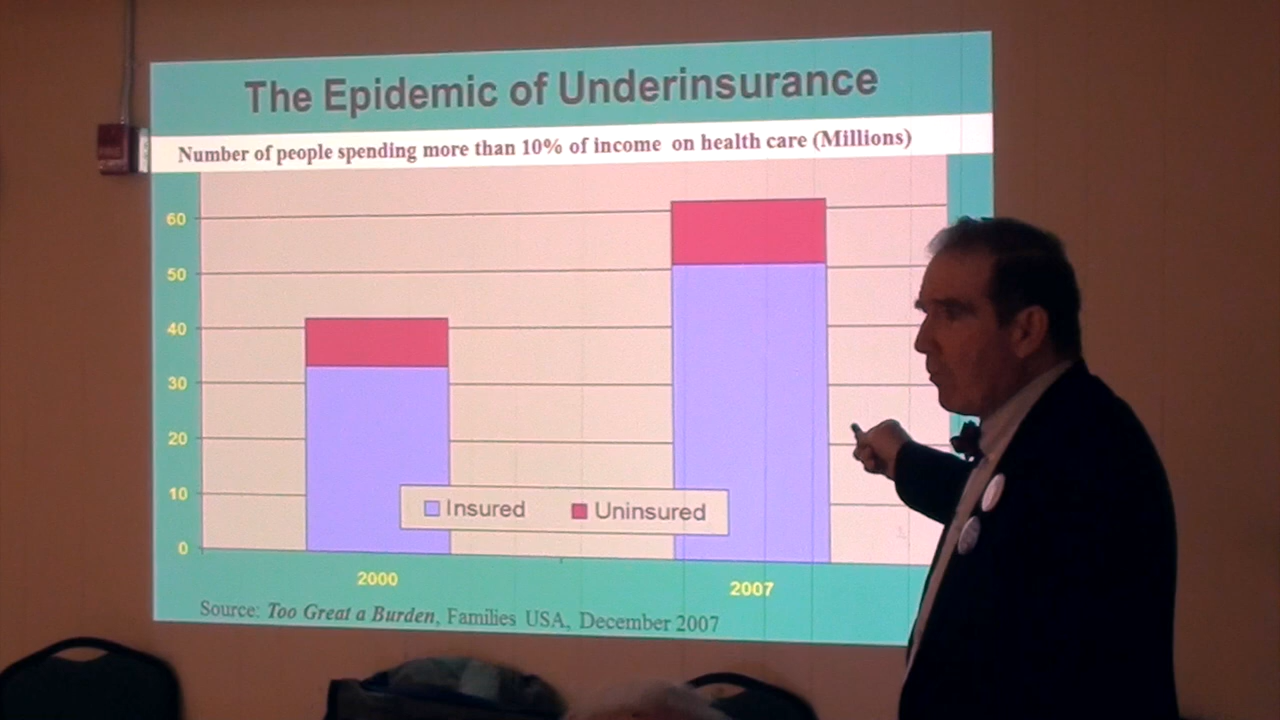 The Epidemic of Underinsurance
Number of people spending more than 10% of income on health care (Millions)
60
50
40
30
20
10
0
Insured Uninsured
2000 2007
Source: Too Great a Burden, Families USA, December 2007